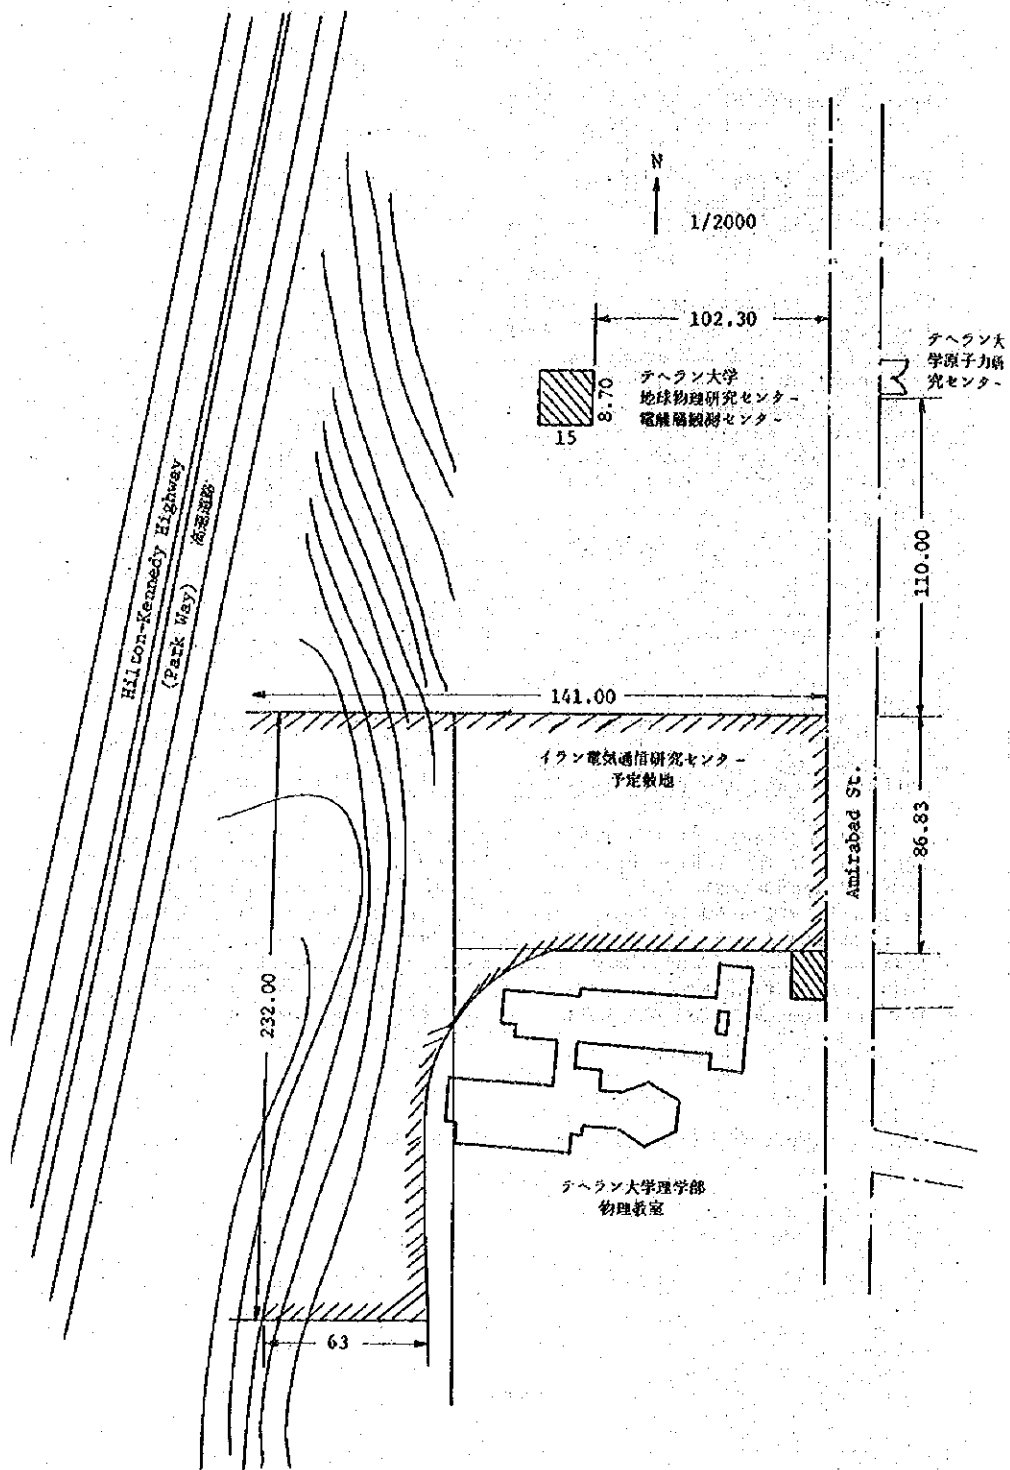 N
1/2000
102.30
テヘラン大
学原子力研
究センター
テヘラン大学
地球物理研究センター
電離層観測センター
8.70
15
110.00
Hilton-Kennedy Highway
(Park Way) 高速道路
141.00
イラン電気通信研究センター
予定敷地
Amirabad St.
86.83
232.00
テヘラン大学理学部
物理教室
63